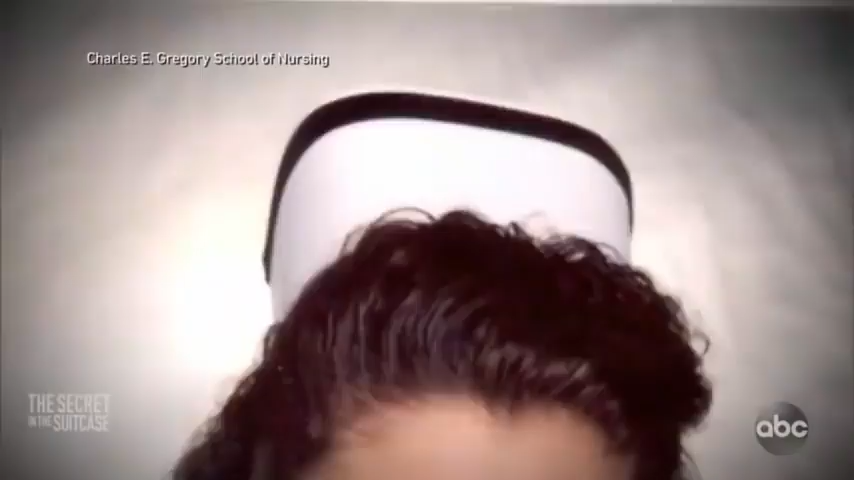 Charles E. Gregory School of Nursing
THE SECRET
IN THE SUITCASE
abc